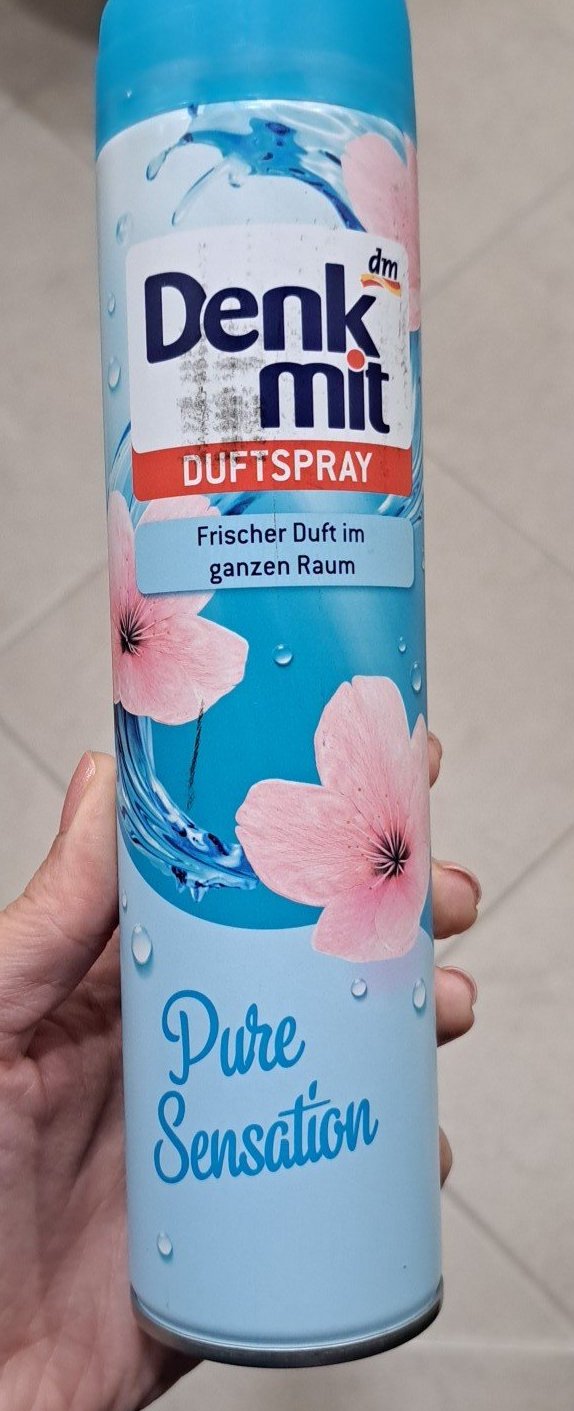 dm
Denk
mit
DUFTSPRAY
Frischer Duft im
ganzen Raum
Pure
Sensation